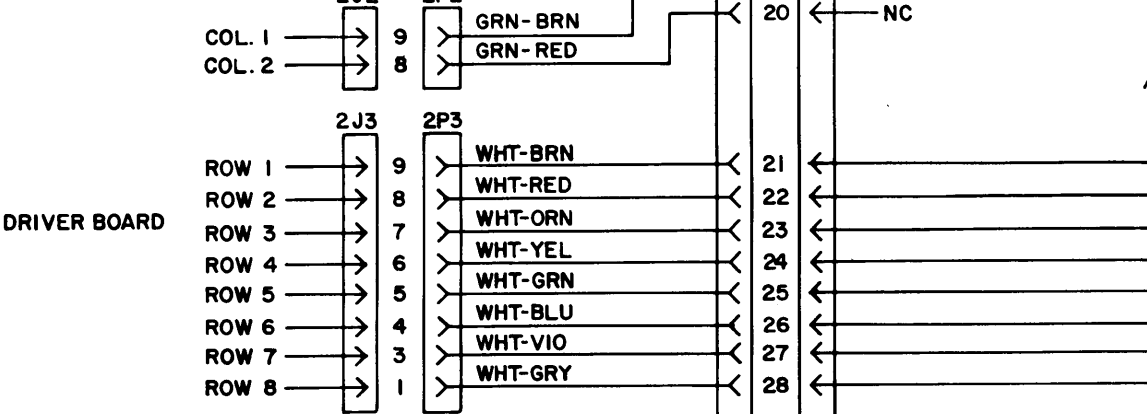 20 NC
COL. 1 9 GRN-BRN
COL. 2 8 GRN-RED
2J3 2P3
ROW 1 9 WHT-BRN 21
ROW 2 8 WHT-RED 22
DRIVER BOARD
ROW 3 7 WHT-ORN 23
ROW 4 6 WHT-YEL 24
ROW 5 5 WHT-GRN 25
ROW 6 4 WHT-BLU 26
ROW 7 3 WHT-VIO 27
ROW 8 1 WHT-GRY 28